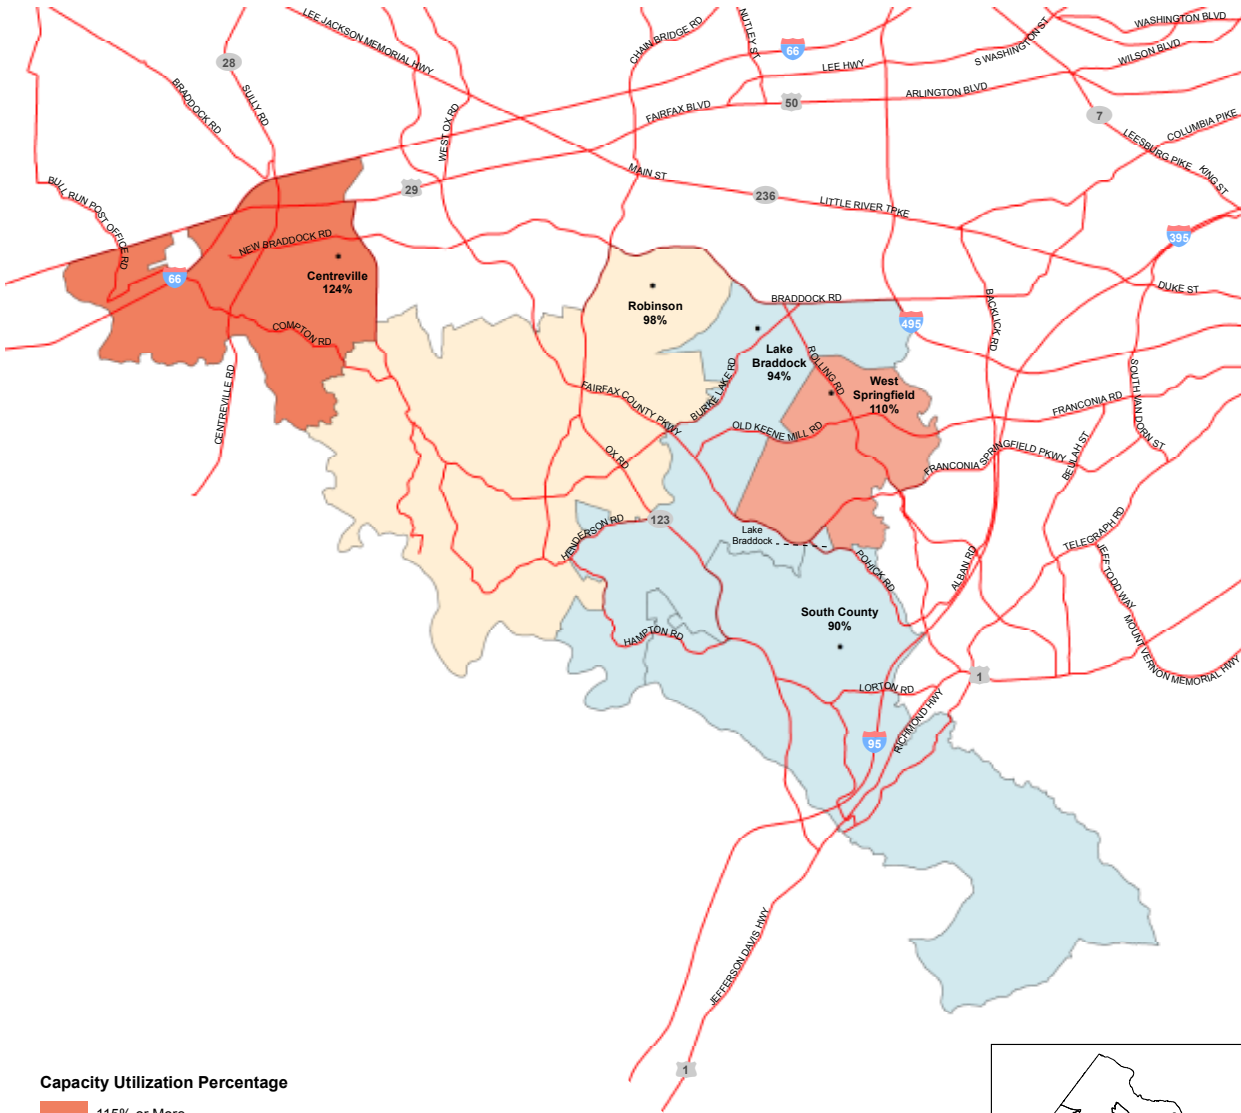 LEE JACKSON MEMORIAL HWY
CHAIN BRIDGE RD
NUTLEY ST
66
LEE HWY
S WASHINGTON ST
WASHINGTON BLVD
WILSON BLVD
28
SULLY RD
BRADDOCK RD
WEST OX RD
FAIRFAX BLVD
50
ARLINGTON BLVD
7
COLUMBIA PIKE
LEESBURG PIKE
KING ST
MAIN ST
29
236
LITTLE RIVER TPKE
BULL RUN POST OFFICE RD
NEW BRADDOCK RD
395
66
Centreville
124%
Robinson
98%
BRADDOCK RD
DUKE ST
BACKLICK RD
495
COMPTON RD
Lake
Braddock
94%
ROLLING RD
West
Springfield
110%
BURKE LAKE RD
SOUTH VAN DORN ST
CENTREVILLE RD
FAIRFAX COUNTY PKWY
OLD KEENE MILL RD
FRANCONIA RD
OX RD
FRANCONIA SPRINGFIELD PKWY
BEULAH ST
HENDERSON RD
123
Lake
Braddock
TELEGRAPH RD
POHICK RD
ALBAN RD
JEFF TODD WAY
South County
90%
HAMPTON RD
MOUNT VERNON MEMORIAL HWY
LORTON RD
1
RICHMOND HWY
95
JEFFERSON DAVIS HWY
1
Capacity Utilization Percentage
115% or More